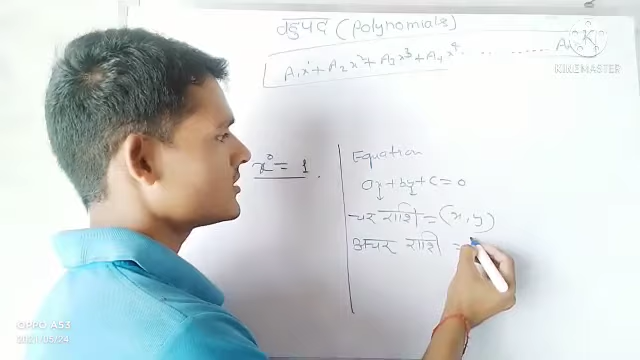 बहुपद (Polynomials)
A₁x¹ + A₂x² + A₃x³ + A₄x⁴ .. .. ......
KINEMASTER
x⁰ = 1 .
Equation
ax + by + c = 0
चर राशि = (x, y)
अचर राशि =
OPPO A53
2021/05/24